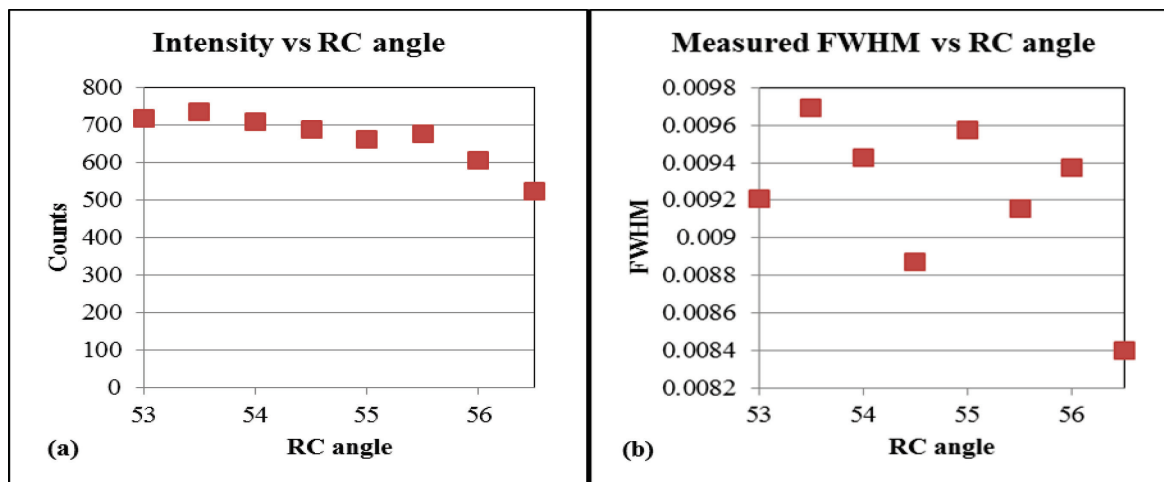 Intensity vs RC angle
800
700
600
500
400
300
200
100
0
Counts
53 54 55 56
RC angle
(a)
Measured FWHM vs RC angle
0.0098
0.0096
0.0094
0.0092
0.009
0.0088
0.0086
0.0084
0.0082
FWHM
53 54 55 56
RC angle
(b)